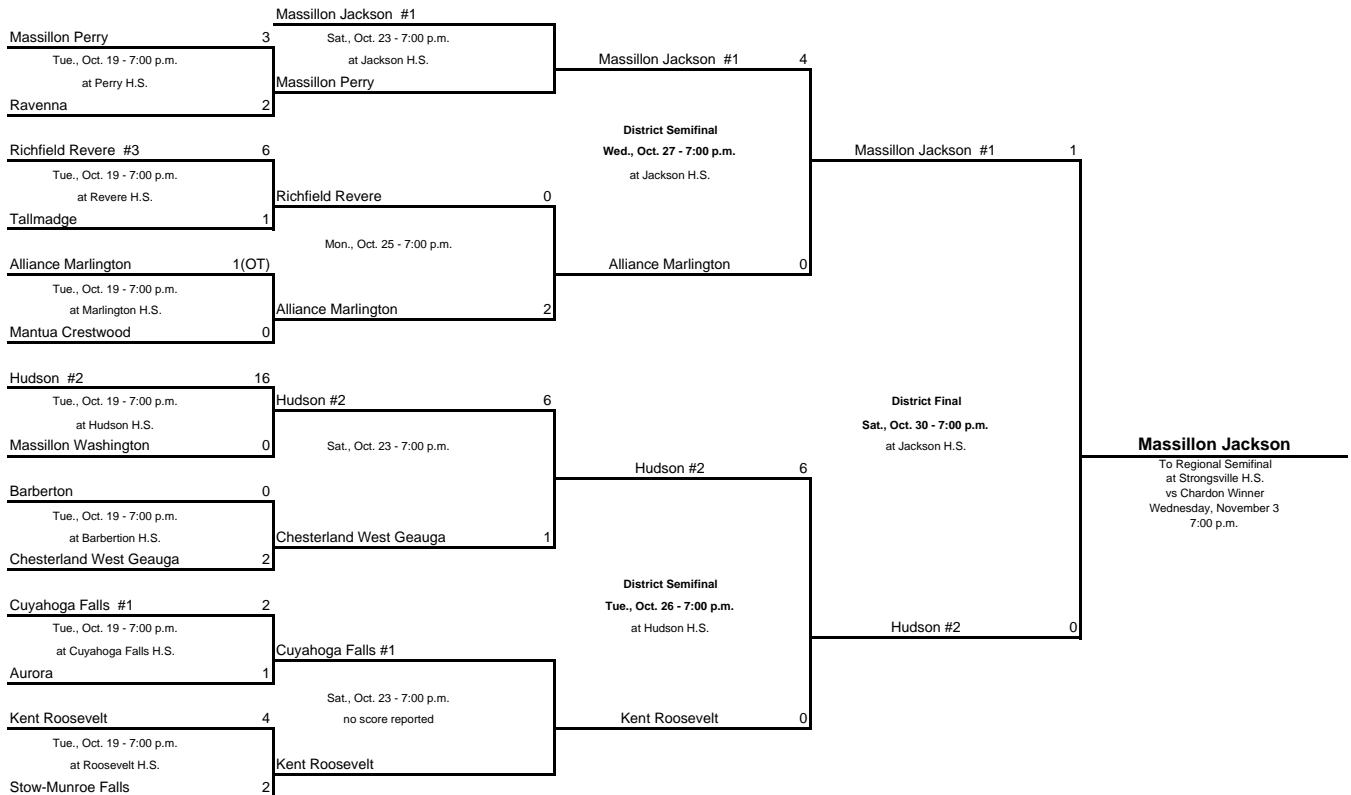 Massillon Jackson #1
Massillon Perry 3
Sat., Oct. 23 - 7:00 p.m.
Tue., Oct. 19 - 7:00 p.m.
at Jackson H.S.
Massillon Jackson #1 4
at Perry H.S.
Massillon Perry
Ravenna 2
District Semifinal
Richfield Revere #3 6
Wed., Oct. 27 - 7:00 p.m.
Massillon Jackson #1 1
Tue., Oct. 19 - 7:00 p.m.
at Jackson H.S.
at Revere H.S.
Richfield Revere 0
Tallmadge 1
Mon., Oct. 25 - 7:00 p.m.
Alliance Marlington 1(OT)
Alliance Marlington 0
Tue., Oct. 19 - 7:00 p.m.
at Marlington H.S.
Alliance Marlington 2
Mantua Crestwood 0
Hudson #2 16
Tue., Oct. 19 - 7:00 p.m.
Hudson #2 6
District Final
at Hudson H.S.
Sat., Oct. 30 - 7:00 p.m.
Massillon Washington 0
Sat., Oct. 23 - 7:00 p.m.
at Jackson H.S.
Massillon Jackson
Hudson #2 6
To Regional Semifinal
at Strongsville H.S.
Barberton 0
vs Chardon Winner
Tue., Oct. 19 - 7:00 p.m.
Wednesday, November 3
7:00 p.m.
at Barbertion H.S.
Chesterland West Geauga 1
Chesterland West Geauga 2
District Semifinal
Cuyahoga Falls #1 2
Tue., Oct. 26 - 7:00 p.m.
Tue., Oct. 19 - 7:00 p.m.
at Hudson H.S.
Hudson #2 0
at Cuyahoga Falls H.S.
Cuyahoga Falls #1
Aurora 1
Sat., Oct. 23 - 7:00 p.m.
Kent Roosevelt 4
no score reported
Kent Roosevelt 0
Tue., Oct. 19 - 7:00 p.m.
at Roosevelt H.S.
Kent Roosevelt
Stow-Munroe Falls 2